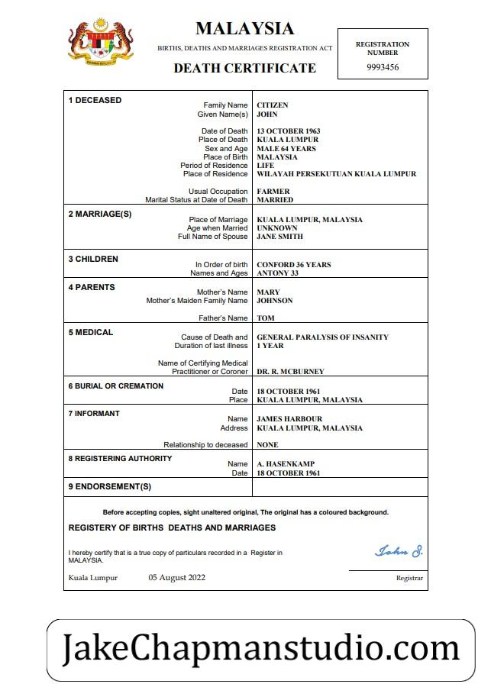 MALAYSIA
BIRTHS, DEATHS AND MARRIAGES REGISTRATION ACT
DEATH CERTIFICATE
REGISTRATION
NUMBER
9993456
1 DECEASED
Family Name CITIZEN
Given Name(s) JOHN
Date of Death 13 OCTOBER 1963
Place of Death KUALA LUMPUR
Sex and Age MALE 64 YEARS
Place of Birth MALAYSIA
Period of Residence LIFE
Place of Residence WILAYAH PERSEKUTUAN KUALA LUMPUR
Usual Occupation FARMER
Marital Status at Date of Death MARRIED
2 MARRIAGE(S)
Place of Marriage KUALA LUMPUR, MALAYSIA
Age when Married UNKNOWN
Full Name of Spouse JANE SMITH
3 CHILDREN
In Order of birth CONFORD 36 YEARS
Names and Ages ANTONY 33
4 PARENTS
Mother's Name MARY
Mother's Maiden Family Name JOHNSON
Father's Name TOM
5 MEDICAL
Cause of Death and GENERAL PARALYSIS OF INSANITY
Duration of last illness 1 YEAR
Name of Certifying Medical
Practitioner or Coroner DR. R. MCBURNEY
6 BURIAL OR CREMATION
Date 18 OCTOBER 1961
Place KUALA LUMPUR, MALAYSIA
7 INFORMANT
Name JAMES HARBOUR
Address KUALA LUMPUR, MALAYSIA
Relationship to deceased NONE
8 REGISTERING AUTHORITY
Name A. HASENKAMP
Date 18 OCTOBER 1961
9 ENDORSEMENT(S)
Before accepting copies, sight unaltered original, The original has a coloured background.
REGISTERY OF BIRTHS DEATHS AND MARRIAGES
I hereby certify that is a true copy of particulars recorded in a Register in
MALAYSIA.
John S.
Kuala Lumpur 05 August 2022 Registrar
JakeChapmanstudio.com